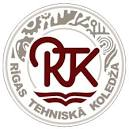 RTK
RĪGAS TEHNISKĀ KOLEDŽA